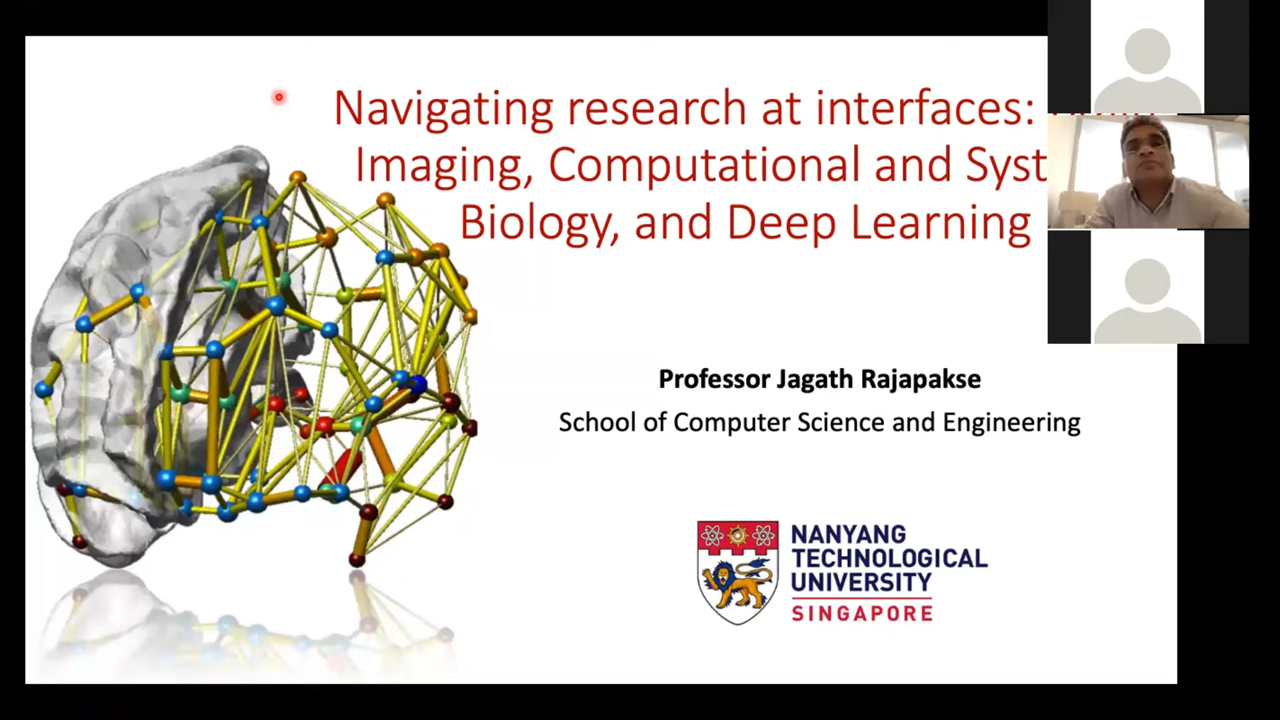 Navigating research at interfaces:
Imaging, Computational and Syst
Biology, and Deep Learning
Professor Jagath Rajapakse
School of Computer Science and Engineering
NANYANG
TECHNOLOGICAL
UNIVERSITY
SINGAPORE